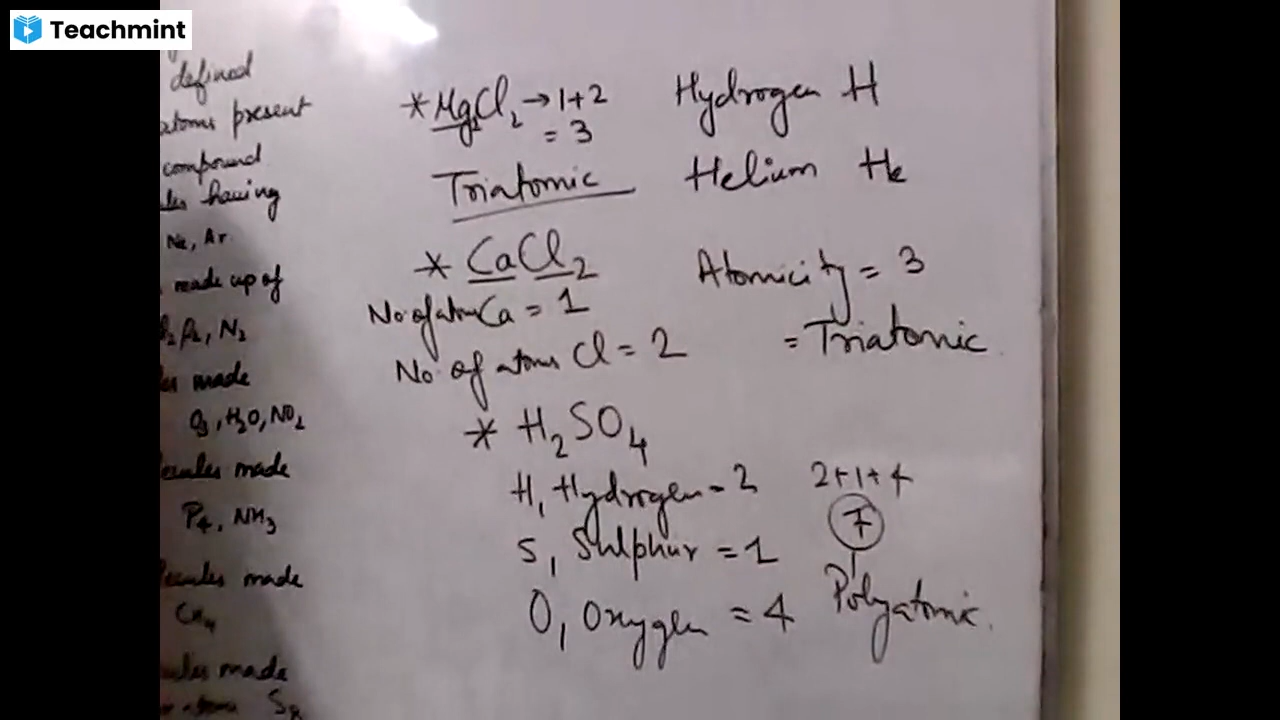 Teachmint
defined
atoms present
compound
having
Ne, Ar
made up of
N2
made
O3, H2O, NO2
made
P4, NH3
made
CH4
made
S8
* MgCl2 → 1+2
= 3
Triatomic
* CaCl2
No of atoms Ca = 1
No of atoms Cl = 2
* H2SO4
H, Hydrogen - 2
S, Sulphur = 1
O, Oxygen = 4
Hydrogen H
Helium He
Atomicity = 3
= Triatomic
2+1+4
7
Polyatomic.